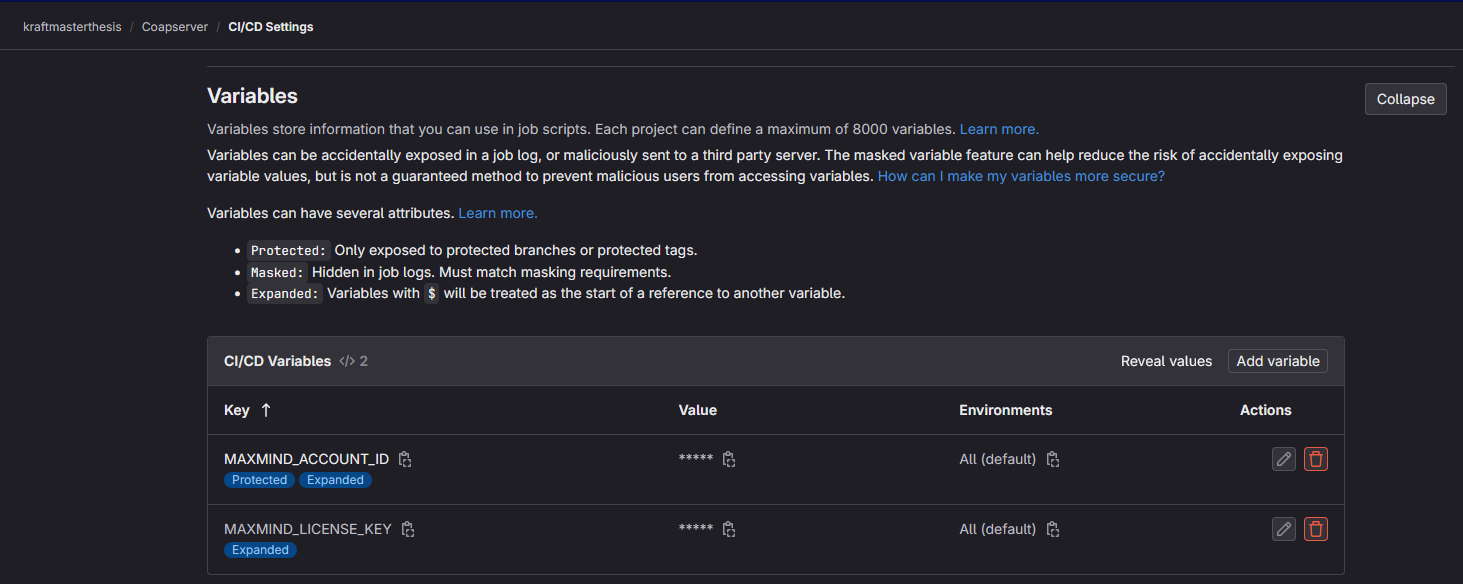 kraftmasterthesis / Coapserver / CI/CD Settings
Variables
Collapse
Variables store information that you can use in job scripts. Each project can define a maximum of 8000 variables. Learn more.
Variables can be accidentally exposed in a job log, or maliciously sent to a third party server. The masked variable feature can help reduce the risk of accidentally exposing
variable values, but is not a guaranteed method to prevent malicious users from accessing variables. How can I make my variables more secure?
Variables can have several attributes. Learn more.
• Protected: Only exposed to protected branches or protected tags.
• Masked: Hidden in job logs. Must match masking requirements.
• Expanded: Variables with $ will be treated as the start of a reference to another variable.
CI/CD Variables </> 2 Reveal values Add variable
Key ↑ Value Environments Actions
MAXMIND_ACCOUNT_ID ***** All (default)
Protected Expanded
MAXMIND_LICENSE_KEY ***** All (default)
Expanded